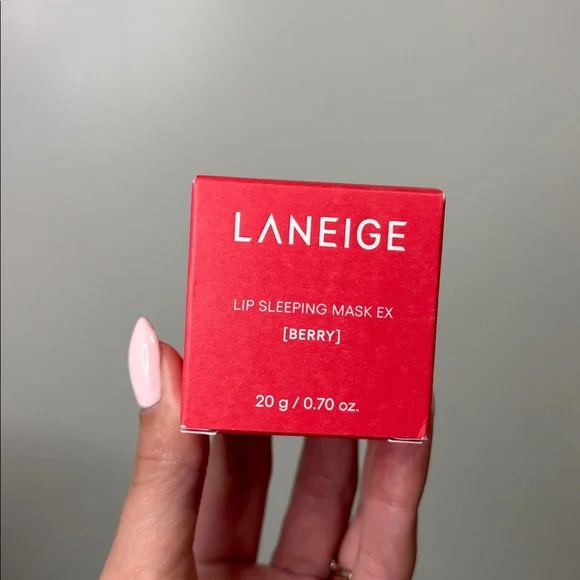 LANEIGE
LIP SLEEPING MASK EX
[BERRY]
20 g / 0.70 oz.